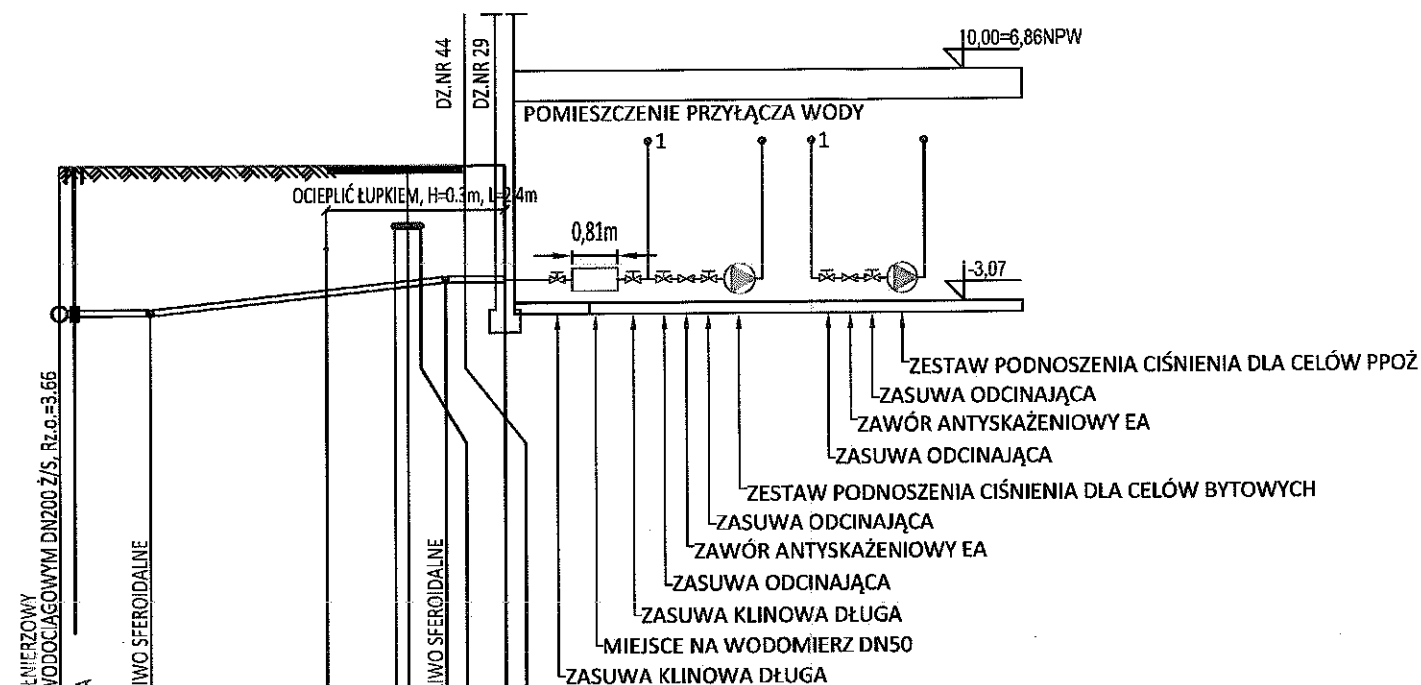 10,00=6,86NPW
DZ.NR 44
DZ.NR 29
POMIESZCZENIE PRZYŁĄCZA WODY
1
1
OCIEPLIĆ ŁUPKIEM, H=0.3m, L=2,4m
0,81m
-3,07
ZESTAW PODNOSZENIA CIŚNIENIA DLA CELÓW PPOŻ
ZASUWA ODCINAJĄCA
ZAWÓR ANTYSKAŻENIOWY EA
ZASUWA ODCINAJĄCA
ZESTAW PODNOSZENIA CIŚNIENIA DLA CELÓW BYTOWYCH
ZASUWA ODCINAJĄCA
ZAWÓR ANTYSKAŻENIOWY EA
ZASUWA ODCINAJĄCA
ZASUWA KLINOWA DŁUGA
MIEJSCE NA WODOMIERZ DN50
ZASUWA KLINOWA DŁUGA
ŁNIERZOWY
WODOCIĄGOWYM DN200 Ż/S, Rz.o.=3.66
IWO SFEROIDALNE
IWO SFEROIDALNE